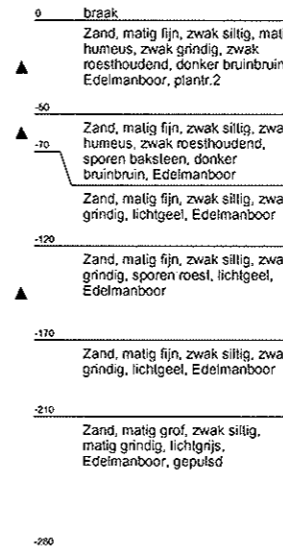 0 braak
Zand, matig fijn, zwak siltig, mat
humeus, zwak grindig, zwak
roesthoudend, donker bruinbruin
Edelmanboor, plantr.2
-50
Zand, matig fijn, zwak siltig, zwa
humeus, zwak roesthoudend,
-70
sporen baksteen, donker
bruinbruin, Edelmanboor
Zand, matig fijn, zwak siltig, zwa
grindig, lichtgeel, Edelmanboor
-120
Zand, matig fijn, zwak siltig, zwa
grindig, sporen roest, lichtgeel,
Edelmanboor
-170
Zand, matig fijn, zwak siltig, zwa
grindig, lichtgeel, Edelmanboor
-210
Zand, matig grof, zwak siltig,
matig grindig, lichtgrijs,
Edelmanboor, gepulsd
-280